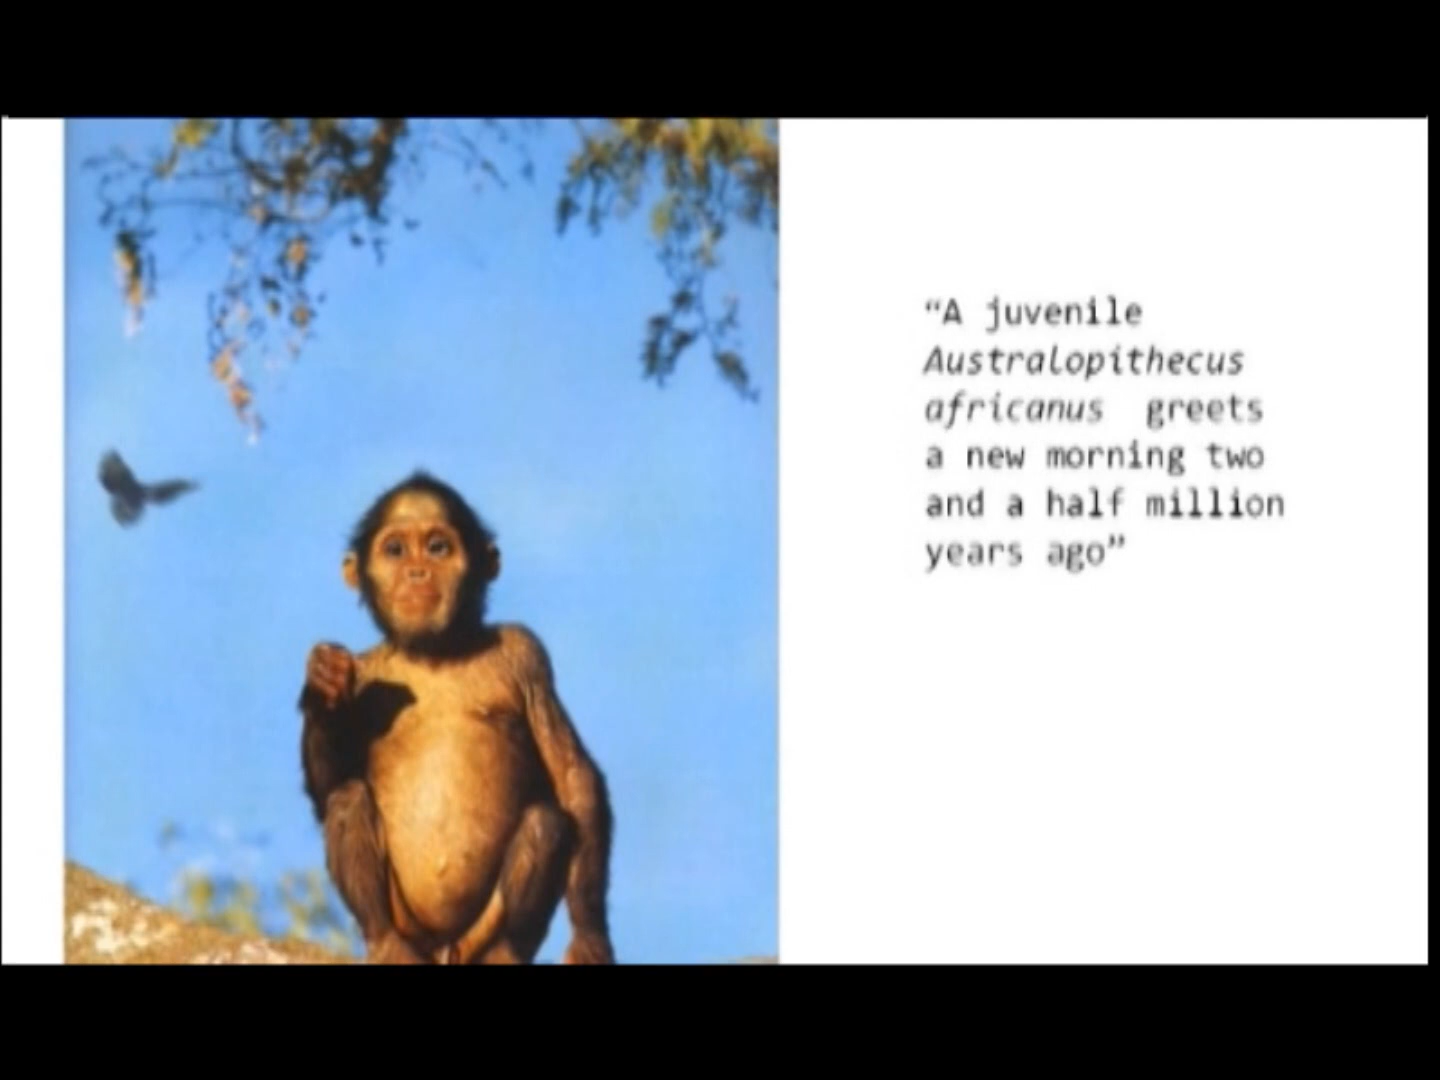 “A juvenile
Australopithecus
africanus greets
a new morning two
and a half million
years ago”